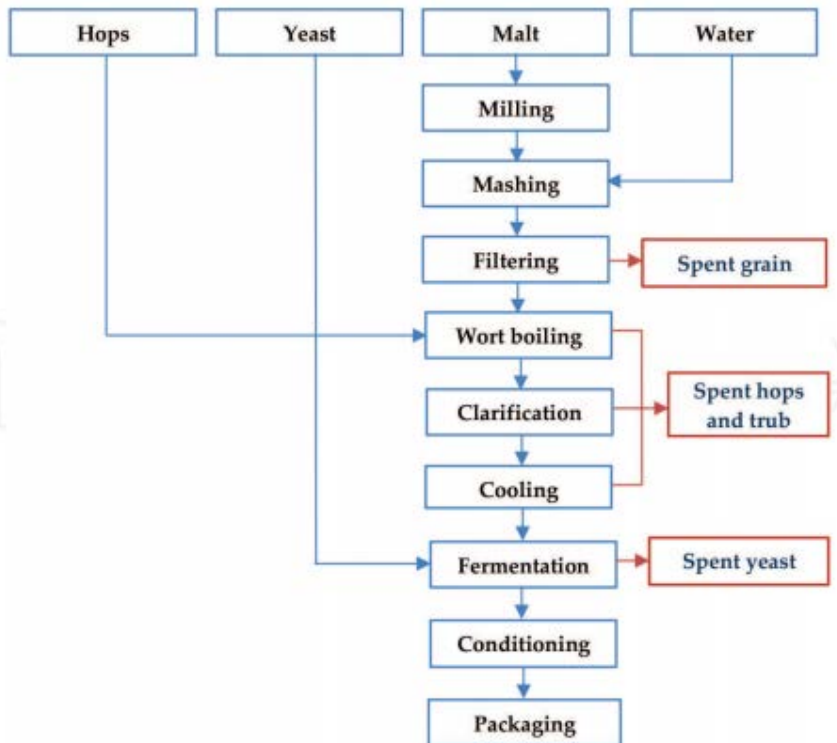 Hops
Yeast
Malt
Water
Milling
Mashing
Filtering
Spent grain
Wort boiling
Clarification
Spent hops
and trub
Cooling
Fermentation
Spent yeast
Conditioning
Packaging